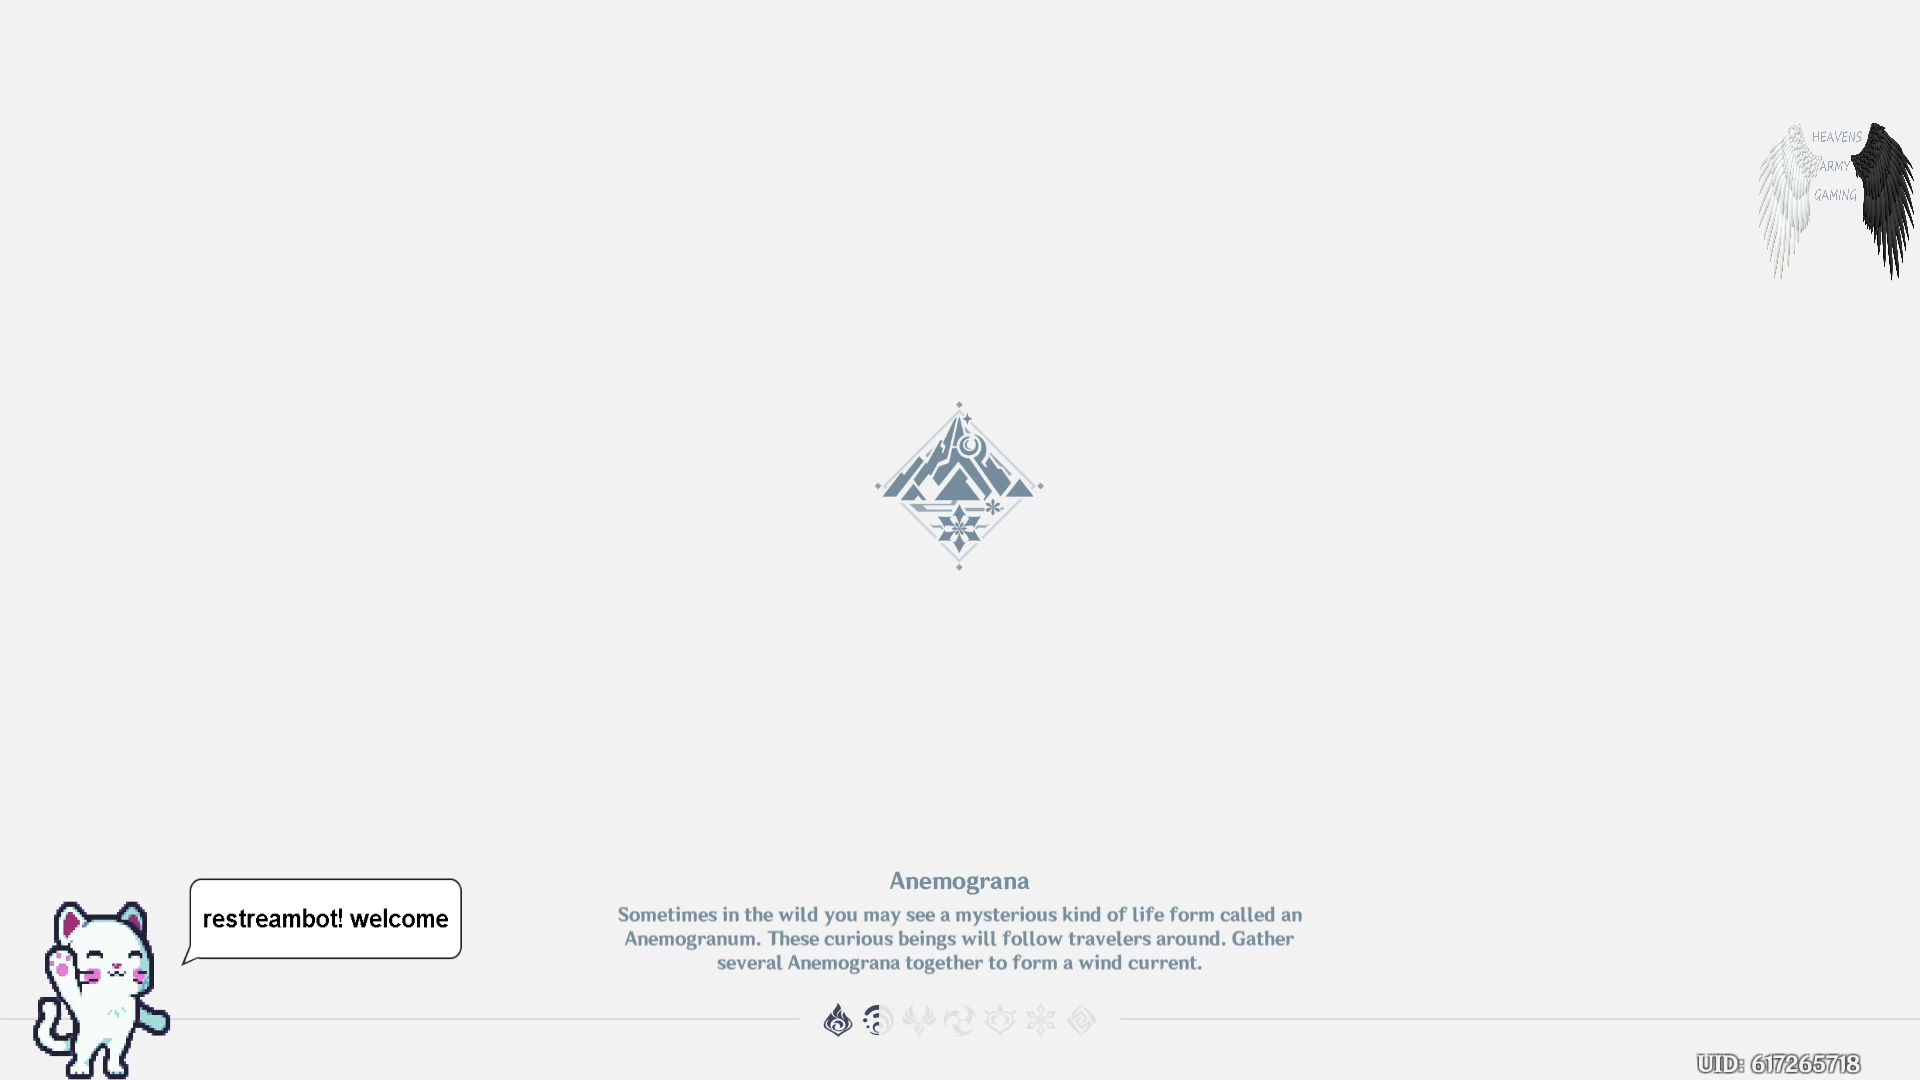 HEAVENS
ARMY
GAMING
restreambot! welcome
Anemograna
Sometimes in the wild you may see a mysterious kind of life form called an
Anemogranum. These curious beings will follow travelers around. Gather
several Anemograna together to form a wind current.
UID: 617265718